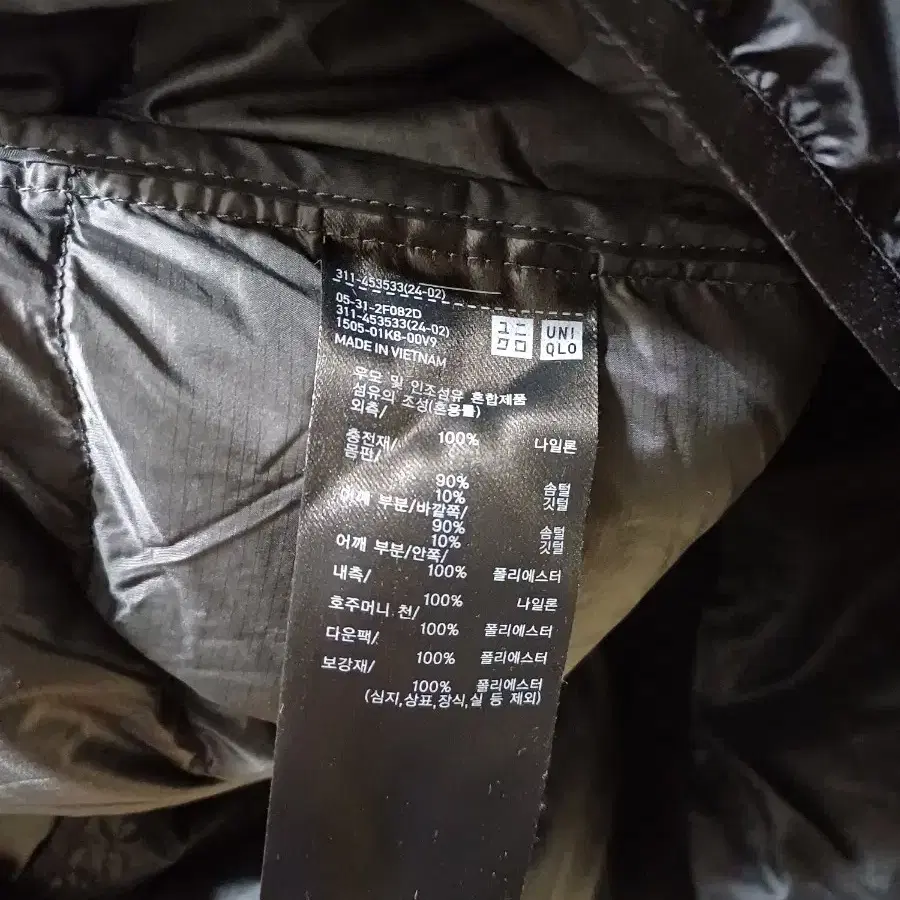 311-453533(24-02)
05-31-2F082D
311-453533(24-02)
1505-01K8-00V9
MADE IN VIETNAM
ユニ
クロ
UNI
QLO
우모 및 인조섬유 혼합제품
섬유의 조성(혼용률)
외측/
100% 나일론
충전재/
몸판/
90% 솜털
10% 깃털
어깨 부분/바깥쪽/
90% 솜털
10% 깃털
어깨 부분/안쪽/
100% 폴리에스터
내측/
100% 나일론
호주머니 천/
100% 폴리에스터
다운팩/
100% 폴리에스터
보강재/
100% 폴리에스터
(심지,상표,장식,실 등 제외)